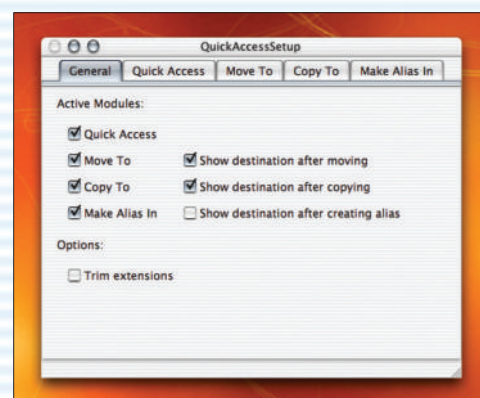 QuickAccessSetup
General Quick Access Move To Copy To Make Alias In
Active Modules:
Quick Access
Move To Show destination after moving
Copy To Show destination after copying
Make Alias In Show destination after creating alias
Options:
Trim extensions